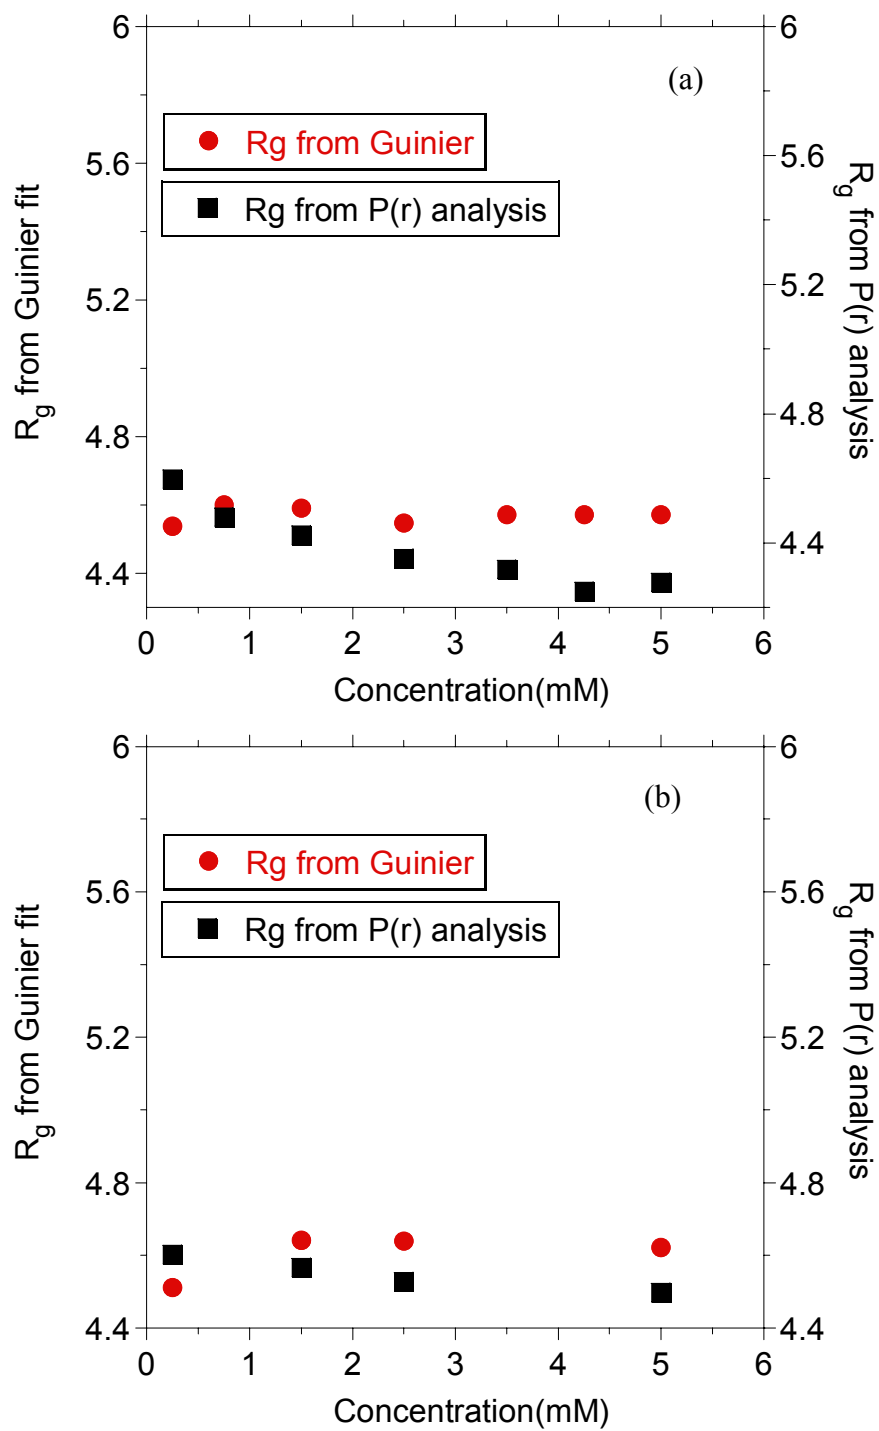 (a)
Rg from Guinier
Rg from P(r) analysis
Rg from Guinier fit
6
5.6
5.2
4.8
4.4
Rg from P(r) analysis
6
5.6
5.2
4.8
4.4
0 1 2 3 4 5 6
Concentration(mM)
(b)
Rg from Guinier
Rg from P(r) analysis
Rg from Guinier fit
6
5.6
5.2
4.8
4.4
Rg from P(r) analysis
6
5.6
5.2
4.8
4.4
0 1 2 3 4 5 6
Concentration(mM)